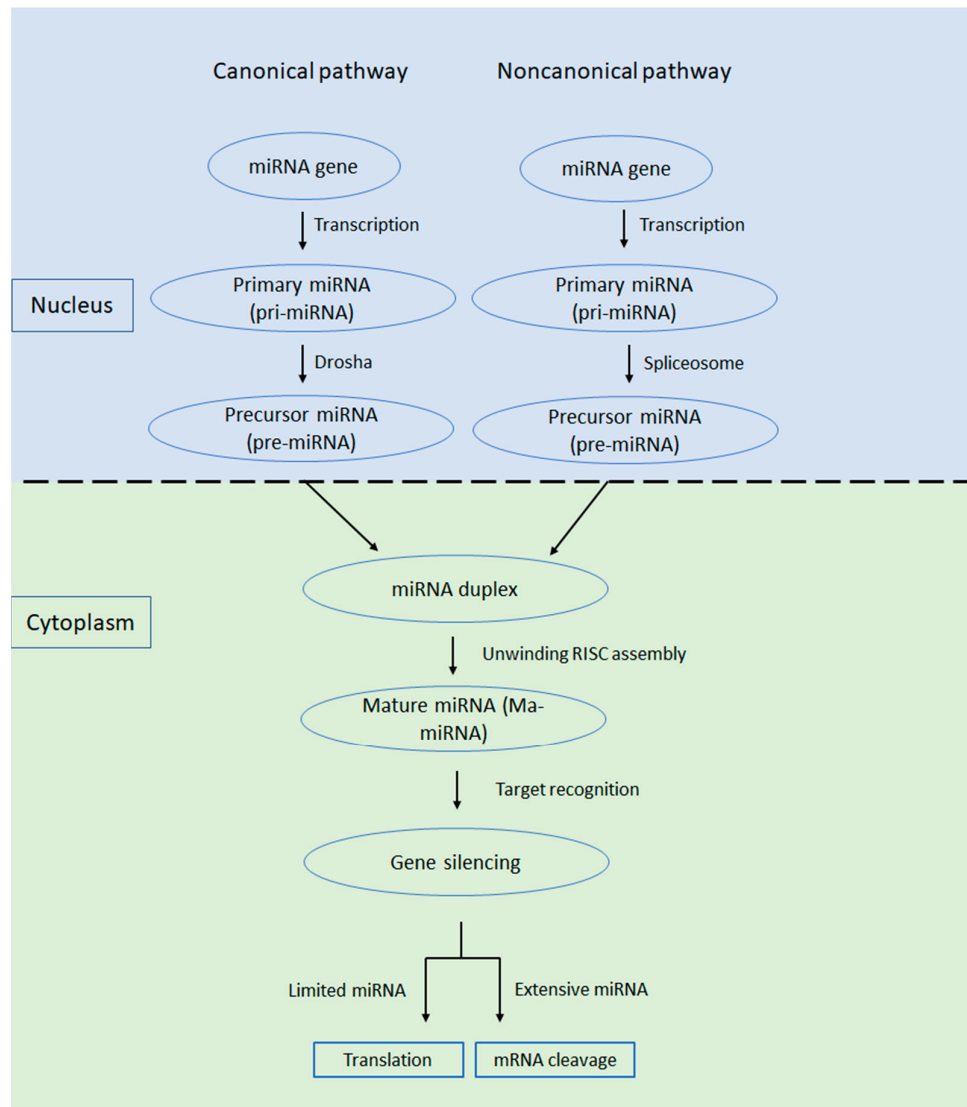 Canonical pathway
Noncanonical pathway
miRNA gene
miRNA gene
Transcription
Transcription
Nucleus
Primary miRNA
(pri-miRNA)
Primary miRNA
(pri-miRNA)
Drosha
Spliceosome
Precursor miRNA
(pre-miRNA)
Precursor miRNA
(pre-miRNA)
miRNA duplex
Cytoplasm
Unwinding RISC assembly
Mature miRNA (Ma-
miRNA)
Target recognition
Gene silencing
Limited miRNA
Extensive miRNA
Translation
mRNA cleavage